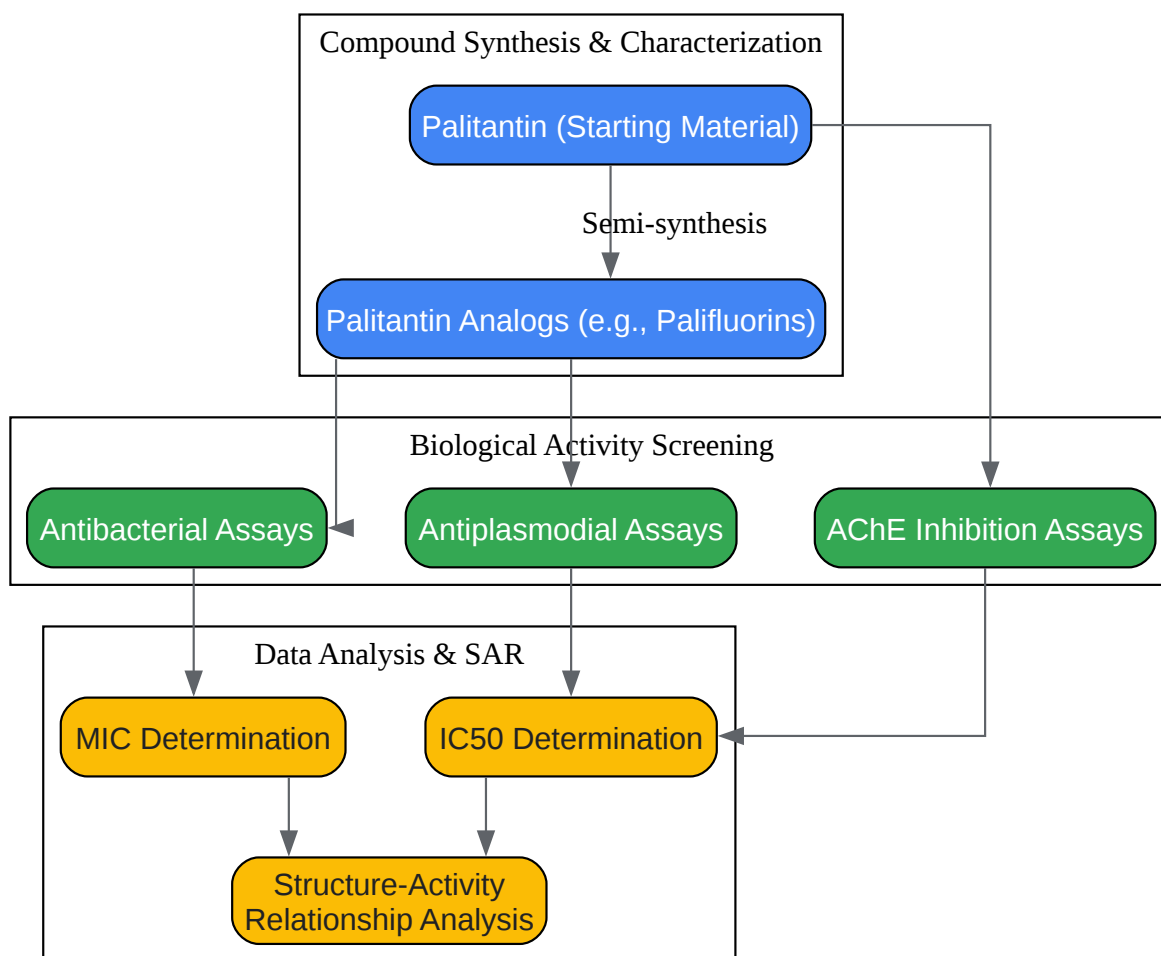 Compound Synthesis & Characterization
Palitantin (Starting Material)
Semi-synthesis
Palitantin Analogs (e.g., Palifluorins)
Biological Activity Screening
Antibacterial Assays
Antiplasmodial Assays
AChE Inhibition Assays
Data Analysis & SAR
MIC Determination
IC50 Determination
Structure-Activity
Relationship Analysis